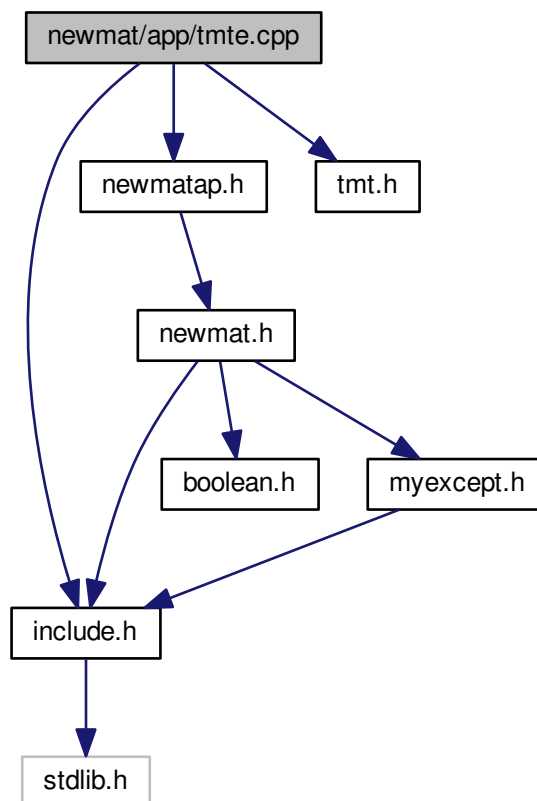 newmat/app/tmte.cpp
newmatap.h
tmt.h
newmat.h
boolean.h
myexcept.h
include.h
stdlib.h